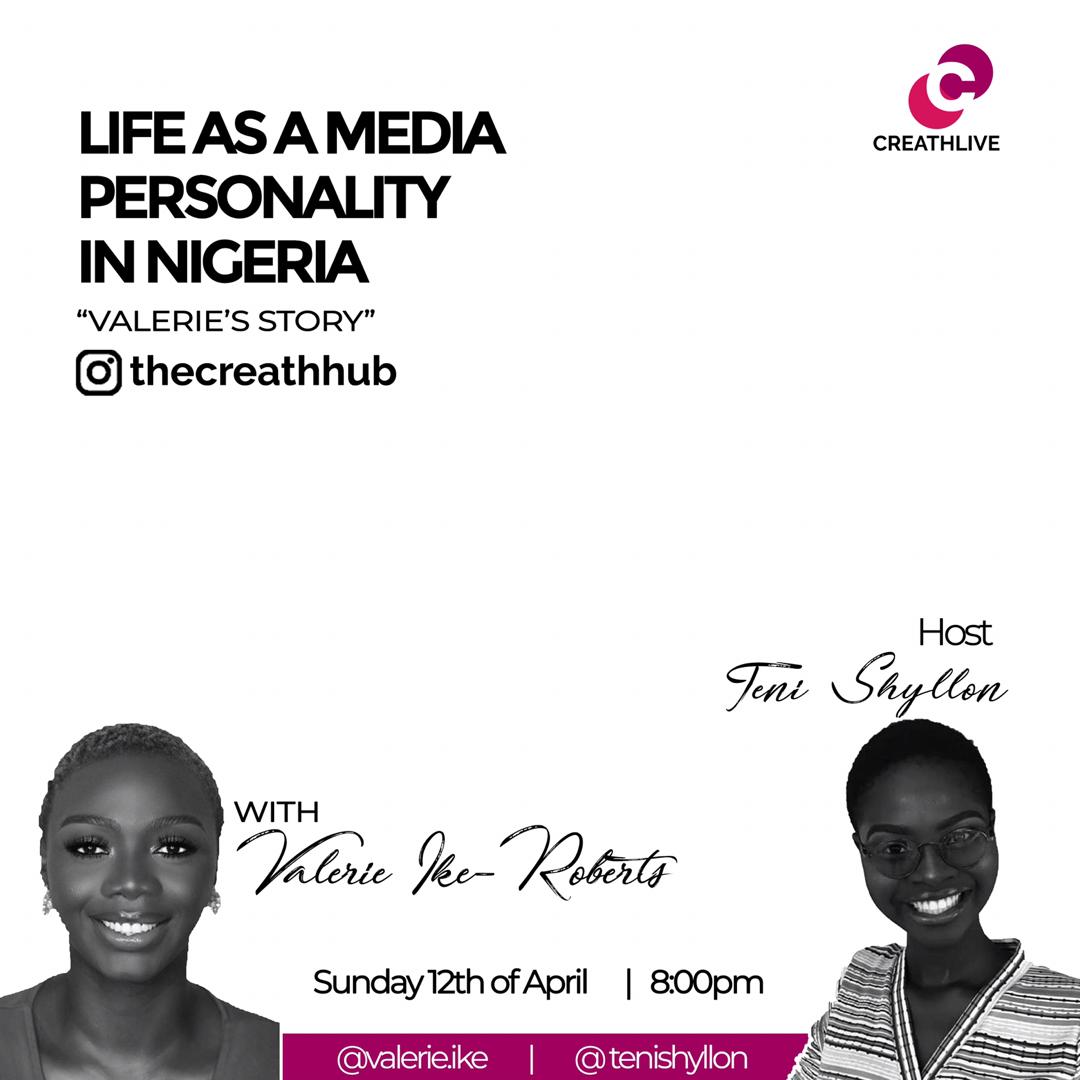 LIFE AS A MEDIA
PERSONALITY
IN NIGERIA
“VALERIE’S STORY”
thecreathhub
C
CREATHLIVE
Host
Teni Shyllon
WITH
Valerie Ike- Roberts
Sunday 12th of April | 8:00pm
@valerie.ike | @tenishyllon